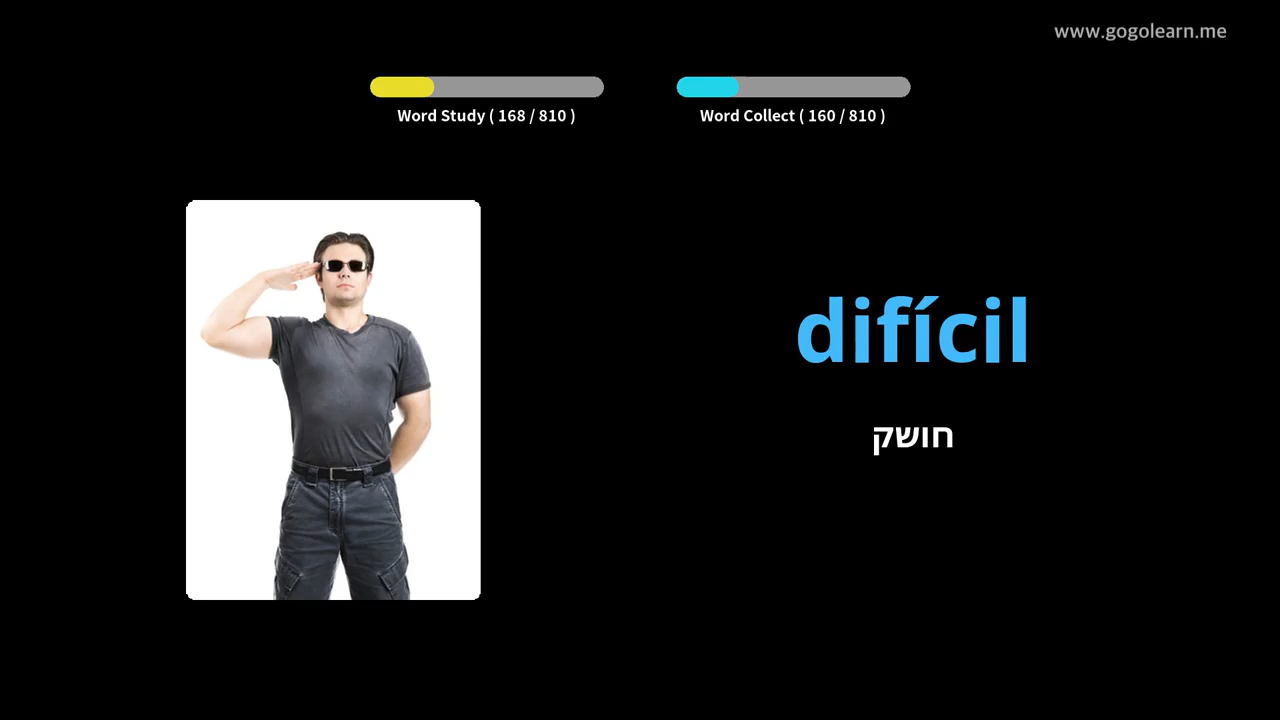 www.gogolearn.me
Word Study ( 168 / 810 )
Word Collect ( 160 / 810 )
difícil
חושק